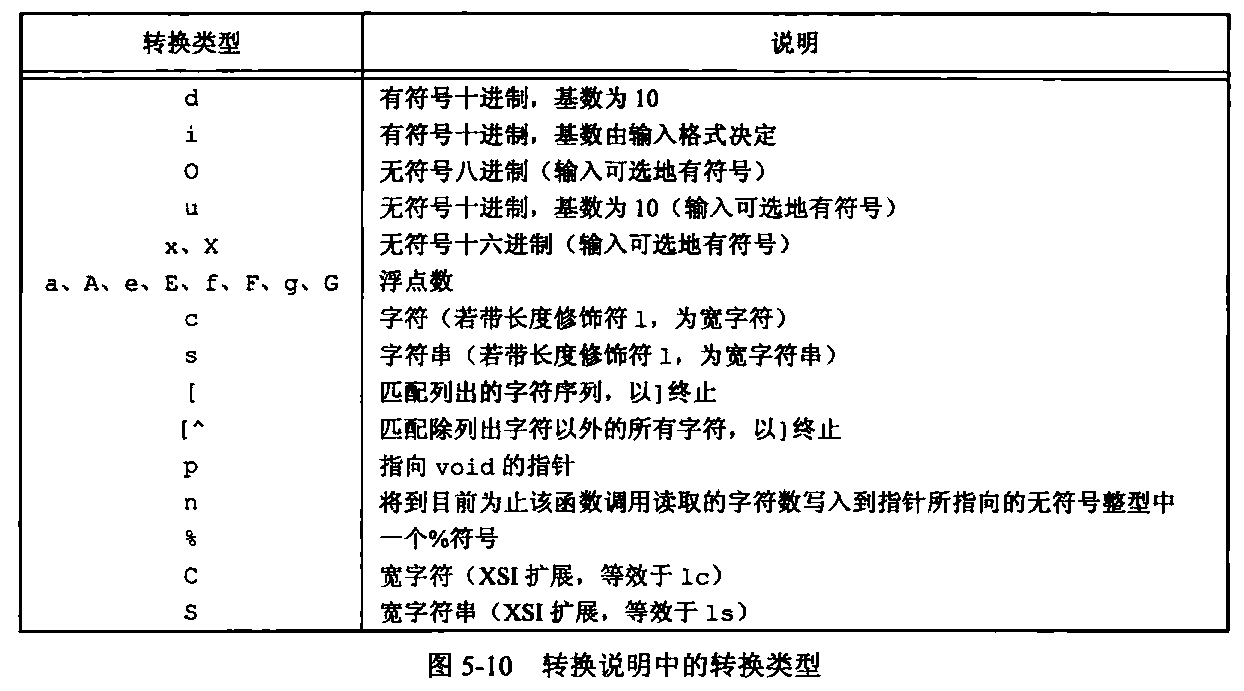 转换类型 说明
d 有符号十进制，基数为 10
i 有符号十进制，基数由输入格式决定
O 无符号八进制（输入可选地有符号）
u 无符号十进制，基数为 10（输入可选地有符号）
x、X 无符号十六进制（输入可选地有符号）
a、A、e、E、f、F、g、G 浮点数
c 字符（若带长度修饰符 l，为宽字符）
s 字符串（若带长度修饰符 l，为宽字符串）
[ 匹配列出的字符序列，以]终止
[^ 匹配除列出字符以外的所有字符，以]终止
p 指向 void 的指针
n 将到目前为止该函数调用读取的字符数写入到指针所指向的无符号整型中
% 一个%符号
C 宽字符（XSI 扩展，等效于 lc）
S 宽字符串（XSI 扩展，等效于 ls）
图 5-10 转换说明中的转换类型